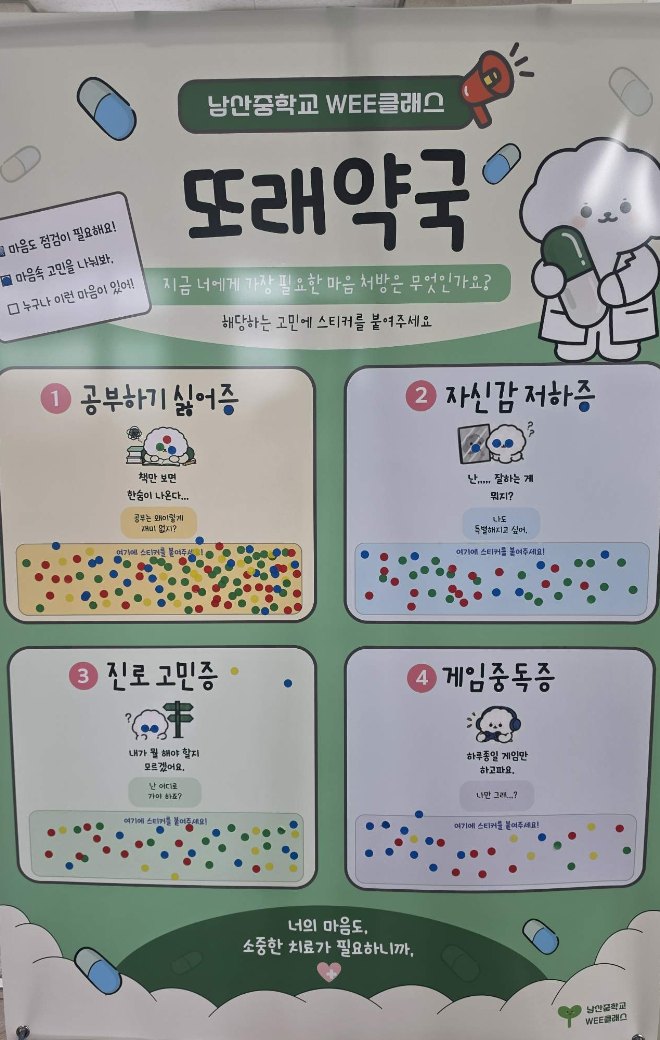 남산중학교 WEE클래스
또래약국
마음도 점검이 필요해요!
마음속 고민을 나눠봐.
누구나 이런 마음이 있어!
지금 너에게 가장 필요한 마음 처방은 무엇인가요?
해당하는 고민에 스티커를 붙여주세요
1 공부하기 싫어증
책만 보면
한숨이 나온다...
공부는 왜이렇게
재미 없지?
여기에 스티커를 붙여주세요!
2 자신감 저하증
??
난,,,,, 잘하는 게
뭐지?
나도
특별해지고 싶어.
여기에 스티커를 붙여주세요!
3 진로 고민증
?
내가 뭘 해야 할지
모르겠어요.
난 어디로
가야 하죠?
여기에 스티커를 붙여주세요!
4 게임중독증
하루종일 게임만
하고파요.
나만 그래...?
여기에 스티커를 붙여주세요!
너의 마음도,
소중한 치료가 필요하니까,
남산중학교
WEE클래스